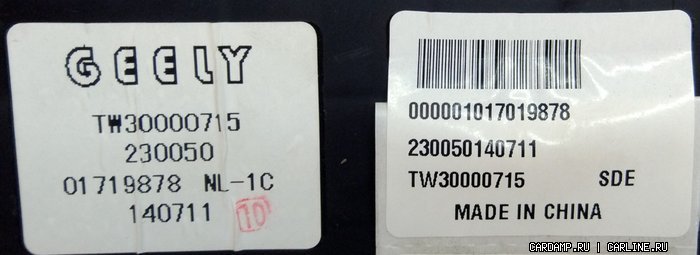 GEELY
TW30000715
230050
01719878 NL-1C
140711 10
000001017019878
230050140711
TW30000715 SDE
MADE IN CHINA
CARDAMP.RU | CARLINE.RU